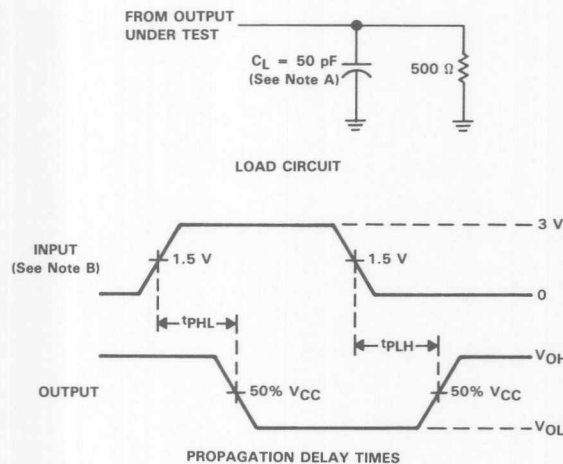 FROM OUTPUT
UNDER TEST
CL = 50 pF
(See Note A)
500 Ω
LOAD CIRCUIT
3 V
INPUT
(See Note B)
1.5 V
1.5 V
0
tPHL
tPLH
VOH
OUTPUT
50% VCC
50% VCC
VOL
PROPAGATION DELAY TIMES